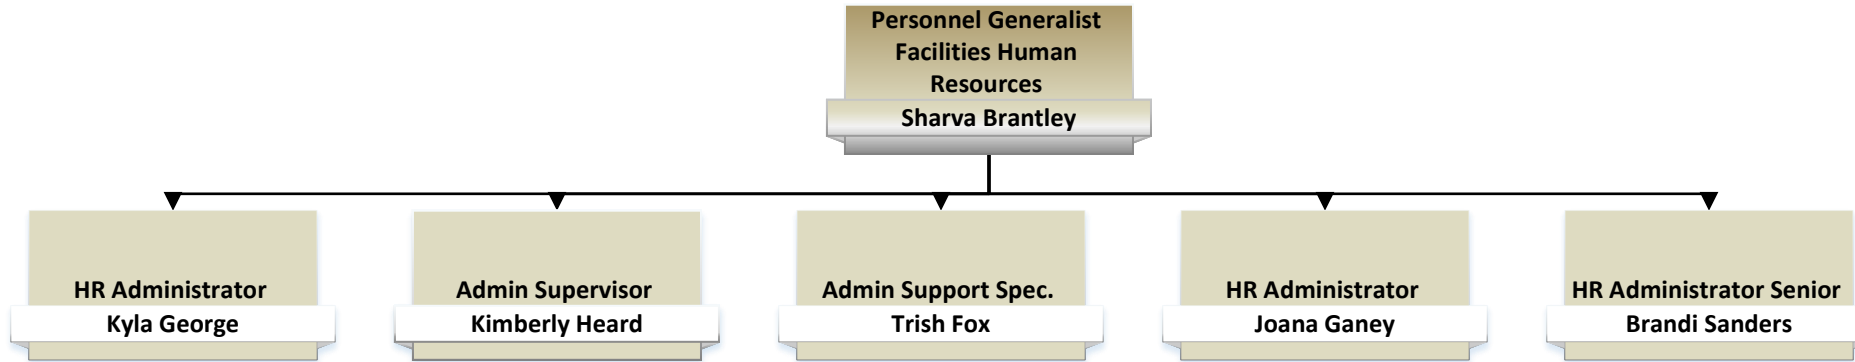 Personnel Generalist
Facilities Human
Resources
Sharva Brantley
HR Administrator
Kyla George
Admin Supervisor
Kimberly Heard
Admin Support Spec.
Trish Fox
HR Administrator
Joana Ganey
HR Administrator Senior
Brandi Sanders